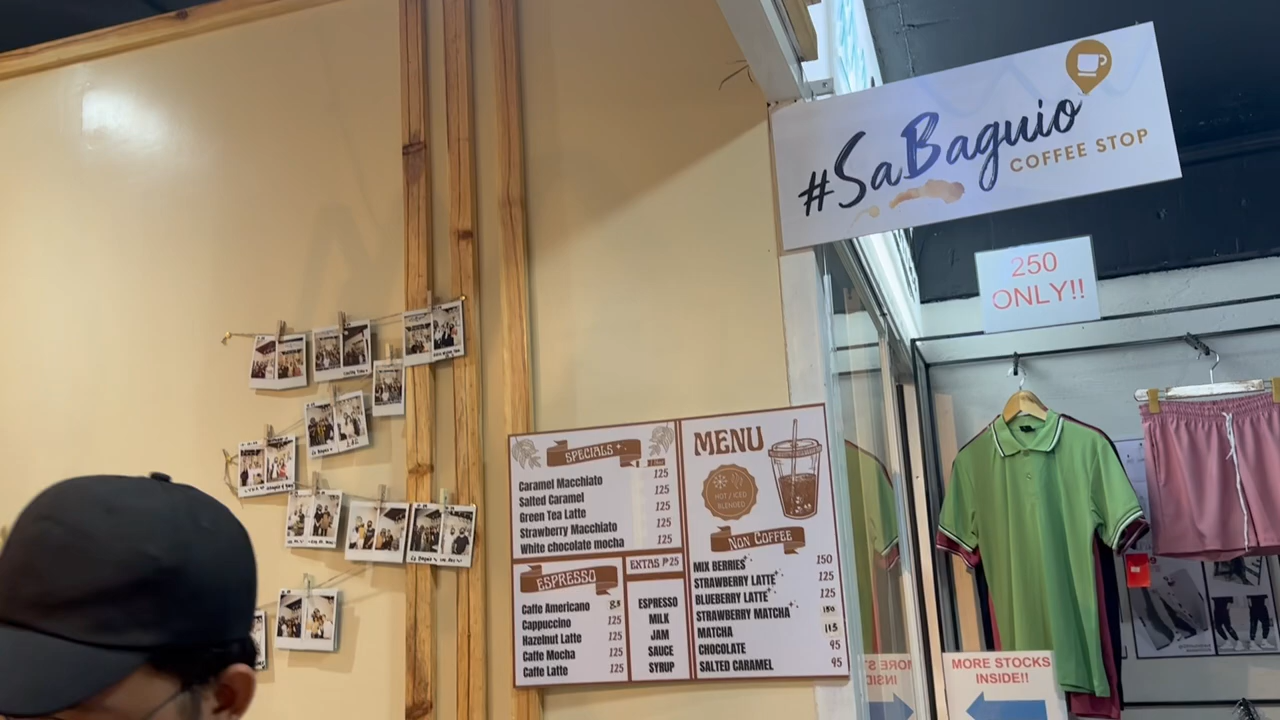 #SaBaguio
COFFEE STOP
250
ONLY!!
SPECIALS
Caramel Macchiato 125
Salted Caramel 125
Green Tea Latte 125
Strawberry Macchiato 125
White chocolate mocha 125
ESPRESSO
Caffe Americano
Cappuccino 125
Hazelnut Latte 125
Caffe Mocha 125
Caffe Latte 125
EXTAS ₱25
ESPRESSO
MILK
JAM
SAUCE
SYRUP
MENU
HOT / ICED
BLENDED
NON COFFEE
MIX BERRIES 150
STRAWBERRY LATTE 125
BLUEBERRY LATTE 125
STRAWBERRY MATCHA 150
MATCHA 115
CHOCOLATE 95
SALTED CARAMEL 95
MORE STOCKS
INSIDE!!